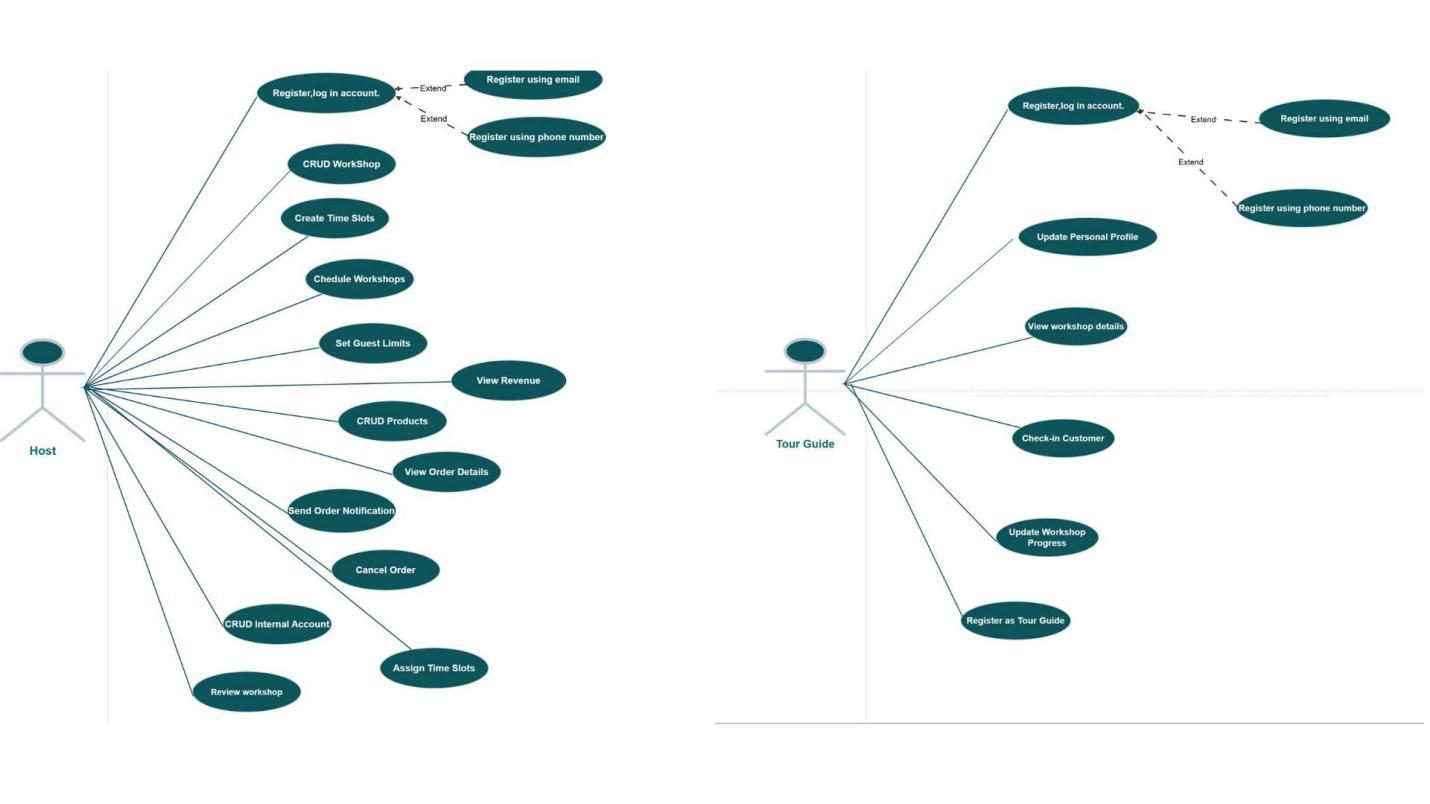 Register,log in account.
Extend
Extend
Register using email
Register using phone number
CRUD WorkShop
Create Time Slots
Chedule Workshops
Set Guest Limits
View Revenue
CRUD Products
View Order Details
Send Order Notification
Cancel Order
CRUD Internal Account
Assign Time Slots
Review workshop
Host
Register,log in account.
Extend
Extend
Register using email
Register using phone number
Update Personal Profile
View workshop details
Check-in Customer
Update Workshop
Progress
Register as Tour Guide
Tour Guide